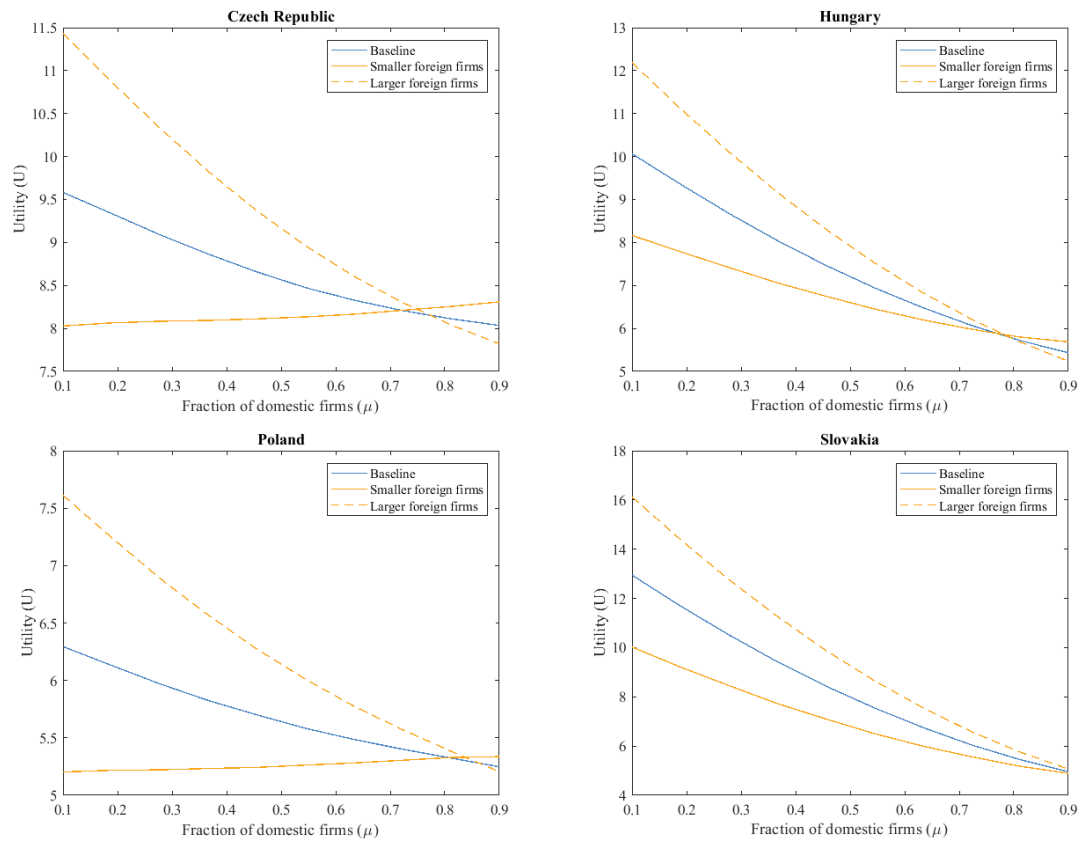 Czech Republic
11.5
11
10.5
10
9.5
9
8.5
8
7.5
Utility (U)
Baseline
Smaller foreign firms
Larger foreign firms
0.1 0.2 0.3 0.4 0.5 0.6 0.7 0.8 0.9
Fraction of domestic firms (μ)
Hungary
13
12
11
10
9
8
7
6
5
Utility (U)
Baseline
Smaller foreign firms
Larger foreign firms
0.1 0.2 0.3 0.4 0.5 0.6 0.7 0.8 0.9
Fraction of domestic firms (μ)
Poland
8
7.5
7
6.5
6
5.5
5
Utility (U)
Baseline
Smaller foreign firms
Larger foreign firms
0.1 0.2 0.3 0.4 0.5 0.6 0.7 0.8 0.9
Fraction of domestic firms (μ)
Slovakia
18
16
14
12
10
8
6
4
Utility (U)
Baseline
Smaller foreign firms
Larger foreign firms
0.1 0.2 0.3 0.4 0.5 0.6 0.7 0.8 0.9
Fraction of domestic firms (μ)